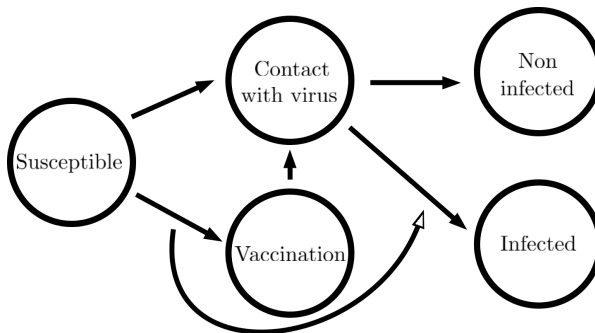 Susceptible
Contact
with virus
Vaccination
Non
infected
Infected